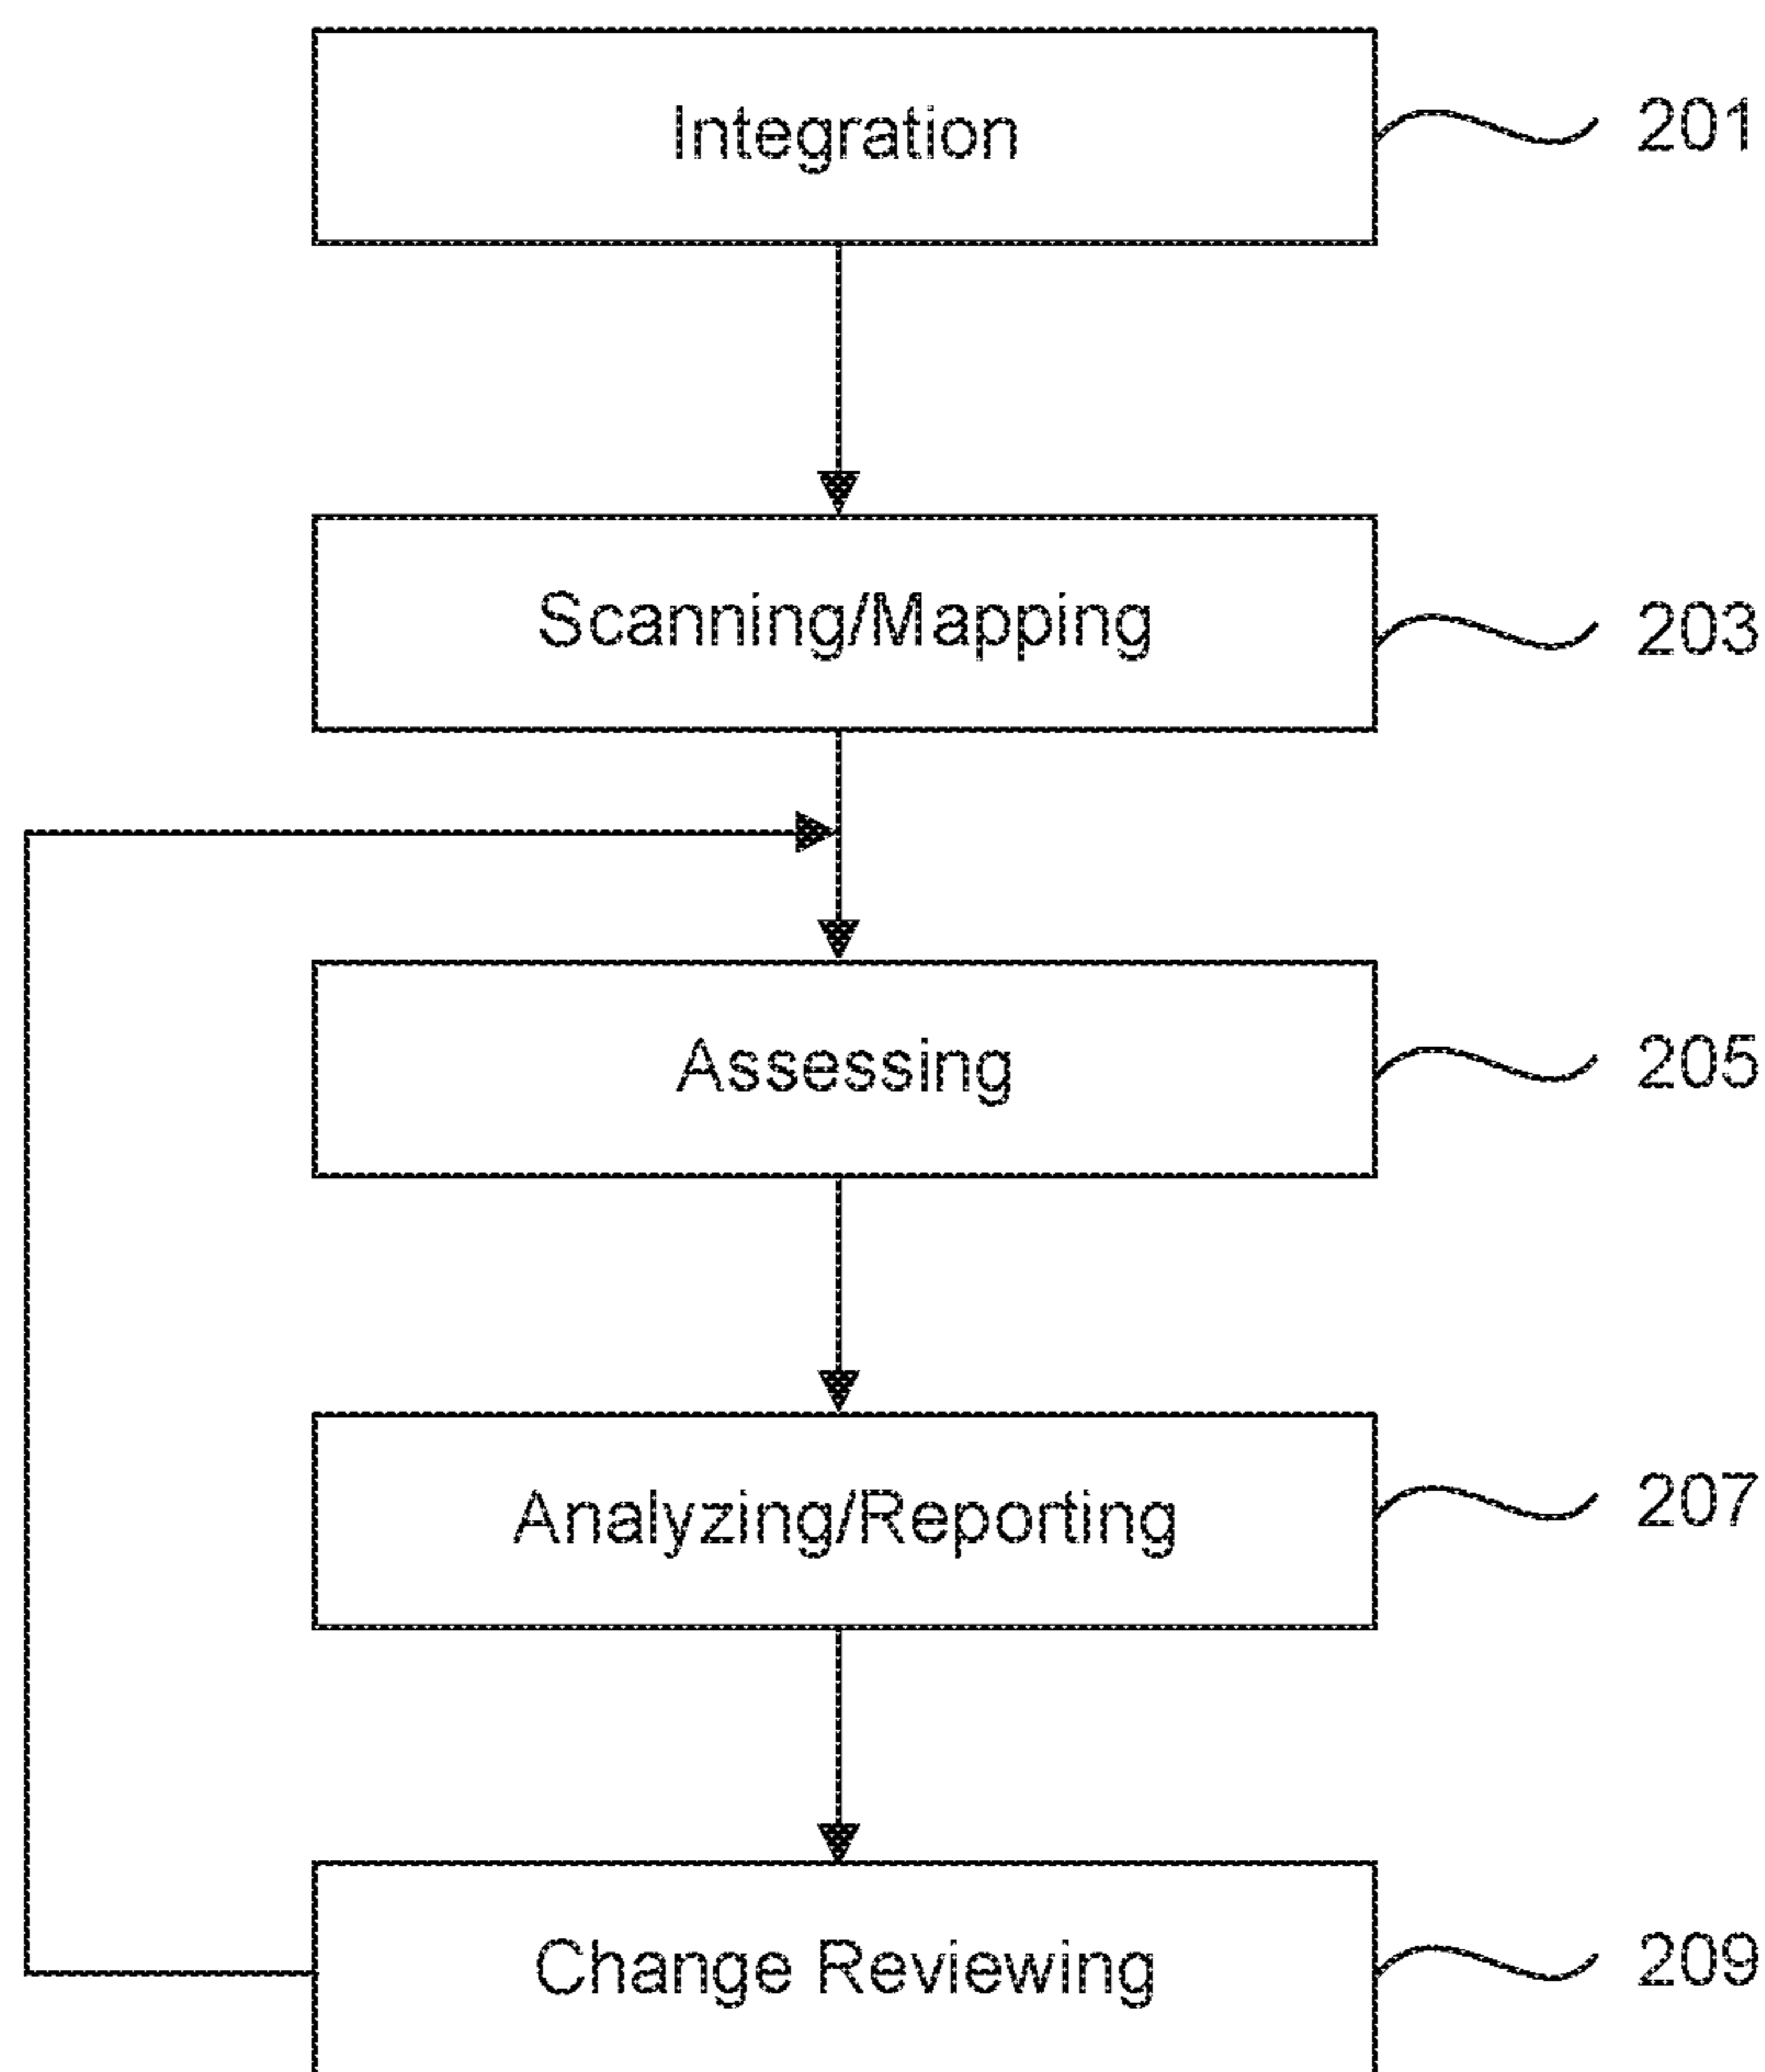 Integration 201
Scanning/Mapping 203
Assessing 205
Analyzing/Reporting 207
Change Reviewing 209